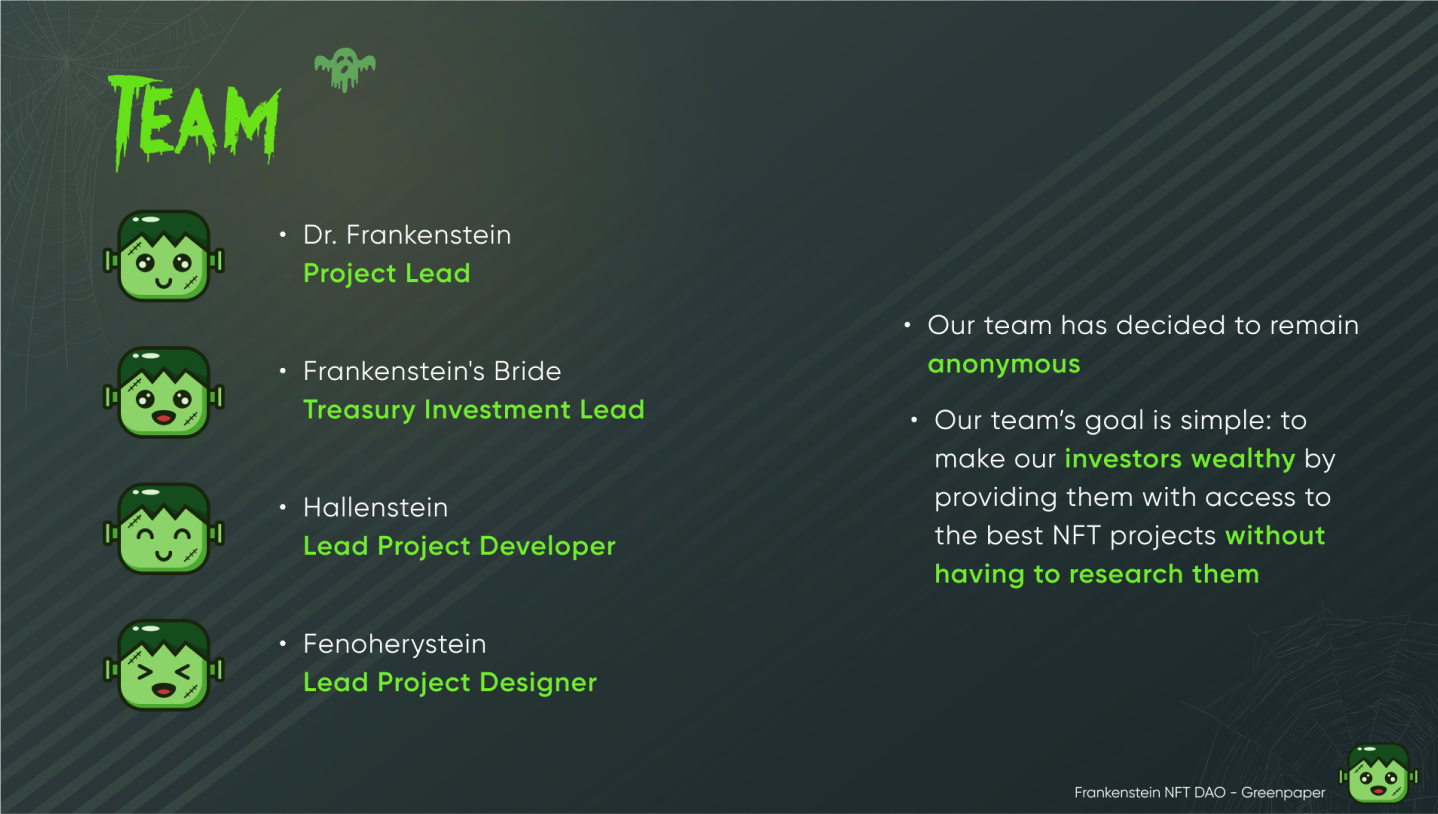 TEAM
• Dr. Frankenstein
Project Lead
• Frankenstein's Bride
Treasury Investment Lead
• Hallenstein
Lead Project Developer
• Fenoherystein
Lead Project Designer
• Our team has decided to remain
anonymous
• Our team’s goal is simple: to
make our investors wealthy by
providing them with access to
the best NFT projects without
having to research them
Frankenstein NFT DAO - Greenpaper